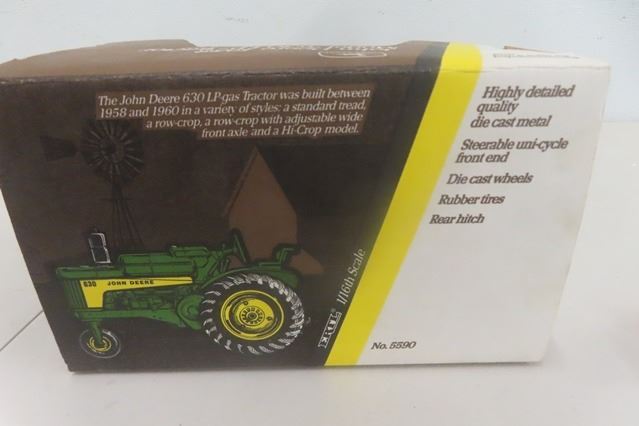 The John Deere 630 LP-gas Tractor was built between
1958 and 1960 in a variety of styles: a standard tread,
a row-crop, a row-crop with adjustable wide
front axle and a Hi-Crop model.
Highly detailed
quality
die cast metal
Steerable uni-cycle
front end
Die cast wheels
Rubber tires
Rear hitch
630
JOHN DEERE
1/16th Scale
ERTL
No. 5590